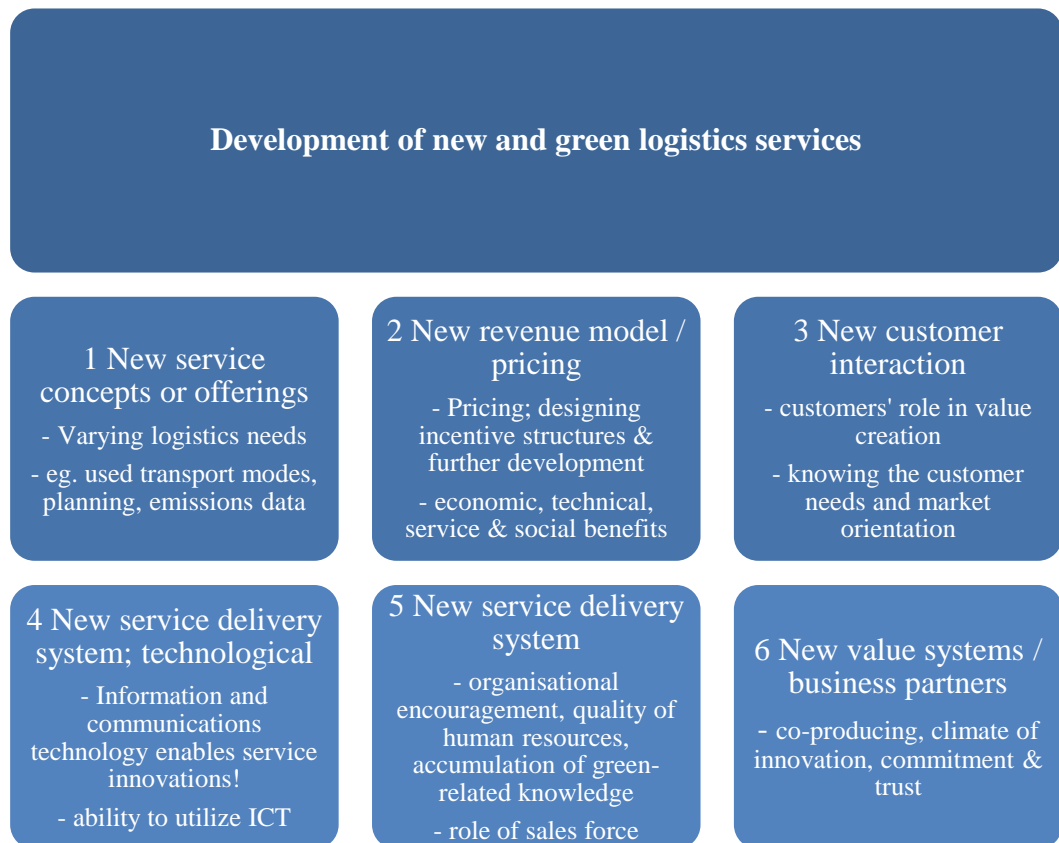 Development of new and green logistics services
1 New service
concepts or offerings
- Varying logistics needs
- eg. used transport modes,
planning, emissions data
2 New revenue model /
pricing
- Pricing; designing
incentive structures &
further development
- economic, technical,
service & social benefits
3 New customer
interaction
- customers' role in value
creation
- knowing the customer
needs and market
orientation
4 New service delivery
system; technological
- Information and
communications
technology enables service
innovations!
- ability to utilize ICT
5 New service delivery
system
- organisational
encouragement, quality of
human resources,
accumulation of green-
related knowledge
- role of sales force
6 New value systems /
business partners
- co-producing, climate of
innovation, commitment &
trust